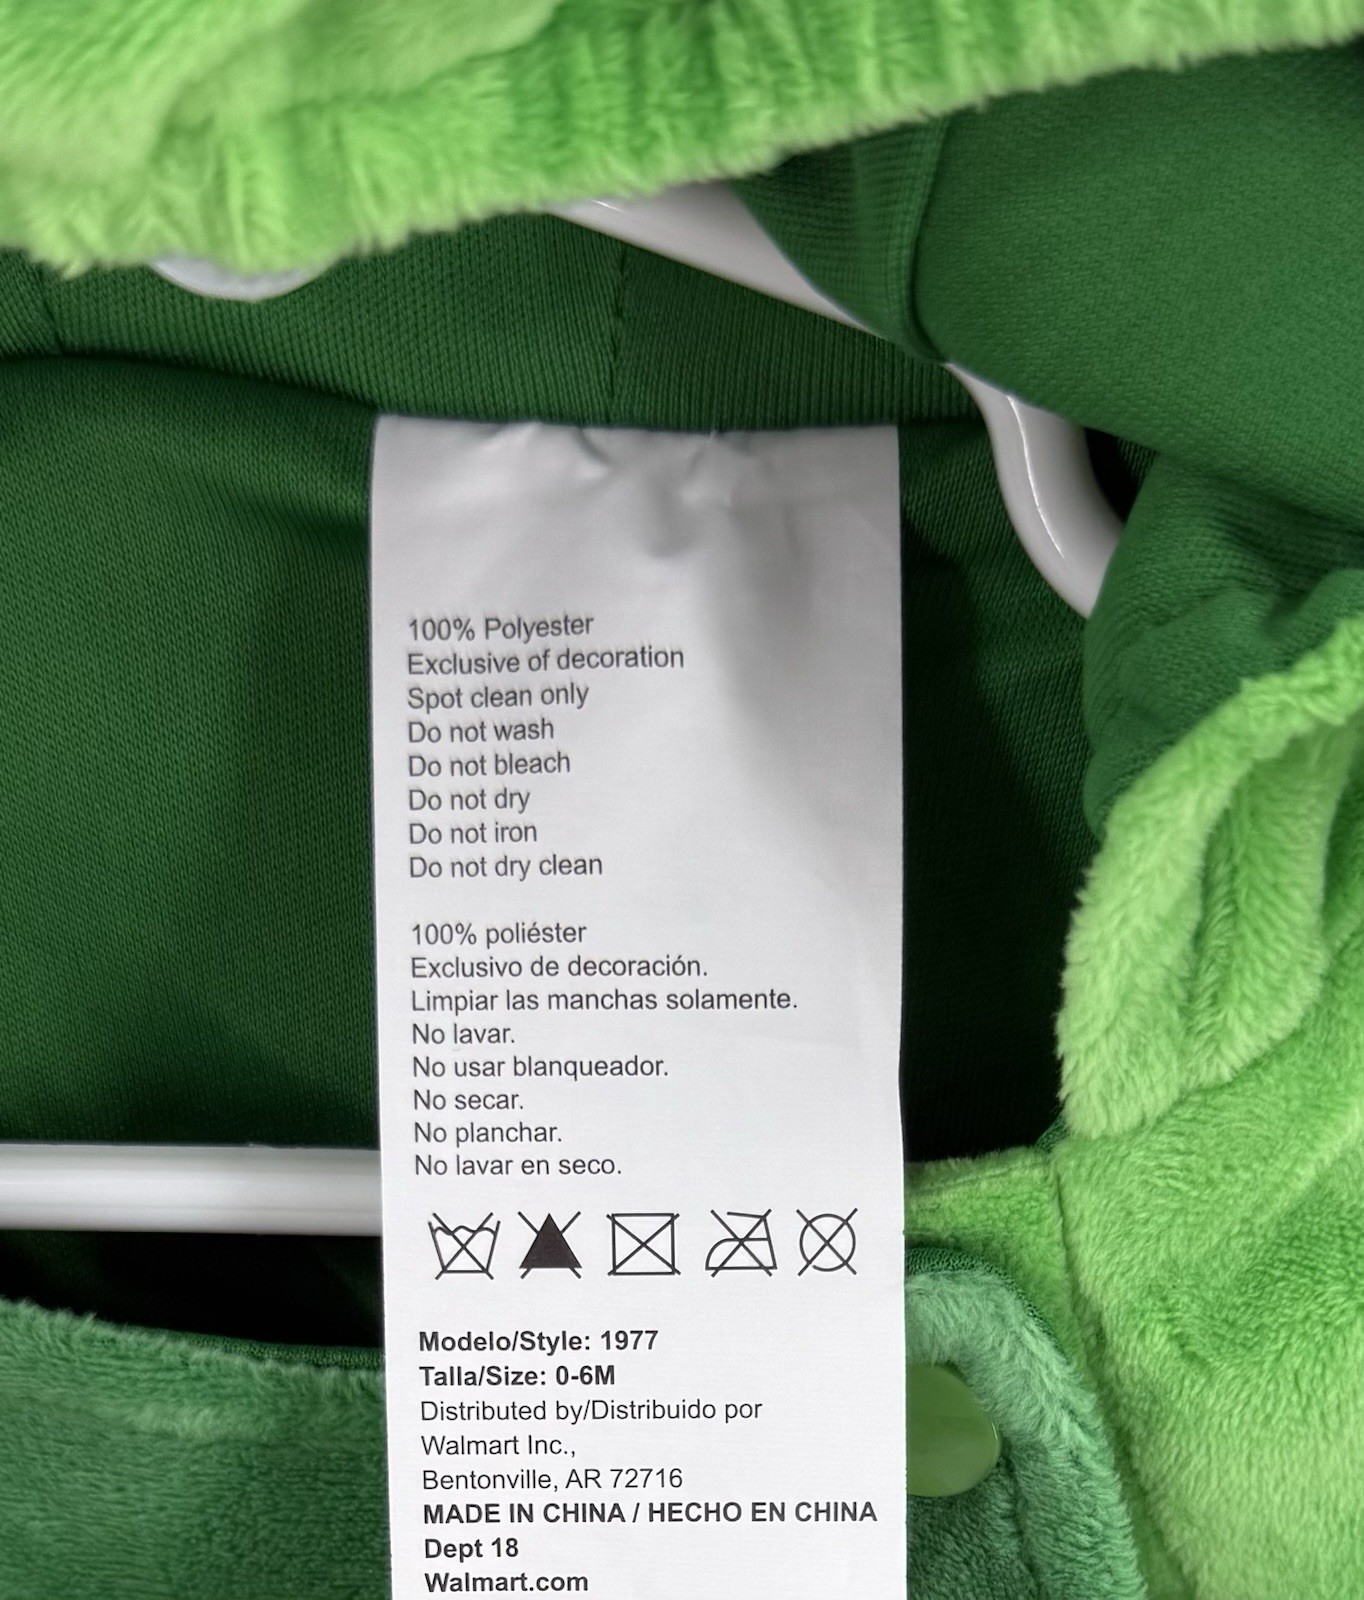 100% Polyester
Exclusive of decoration
Spot clean only
Do not wash
Do not bleach
Do not dry
Do not iron
Do not dry clean
100% poliéster
Exclusivo de decoración.
Limpiar las manchas solamente.
No lavar.
No usar blanqueador.
No secar.
No planchar.
No lavar en seco.
Modelo/Style: 1977
Talla/Size: 0-6M
Distributed by/Distribuido por
Walmart Inc.,
Bentonville, AR 72716
MADE IN CHINA / HECHO EN CHINA
Dept 18
Walmart.com